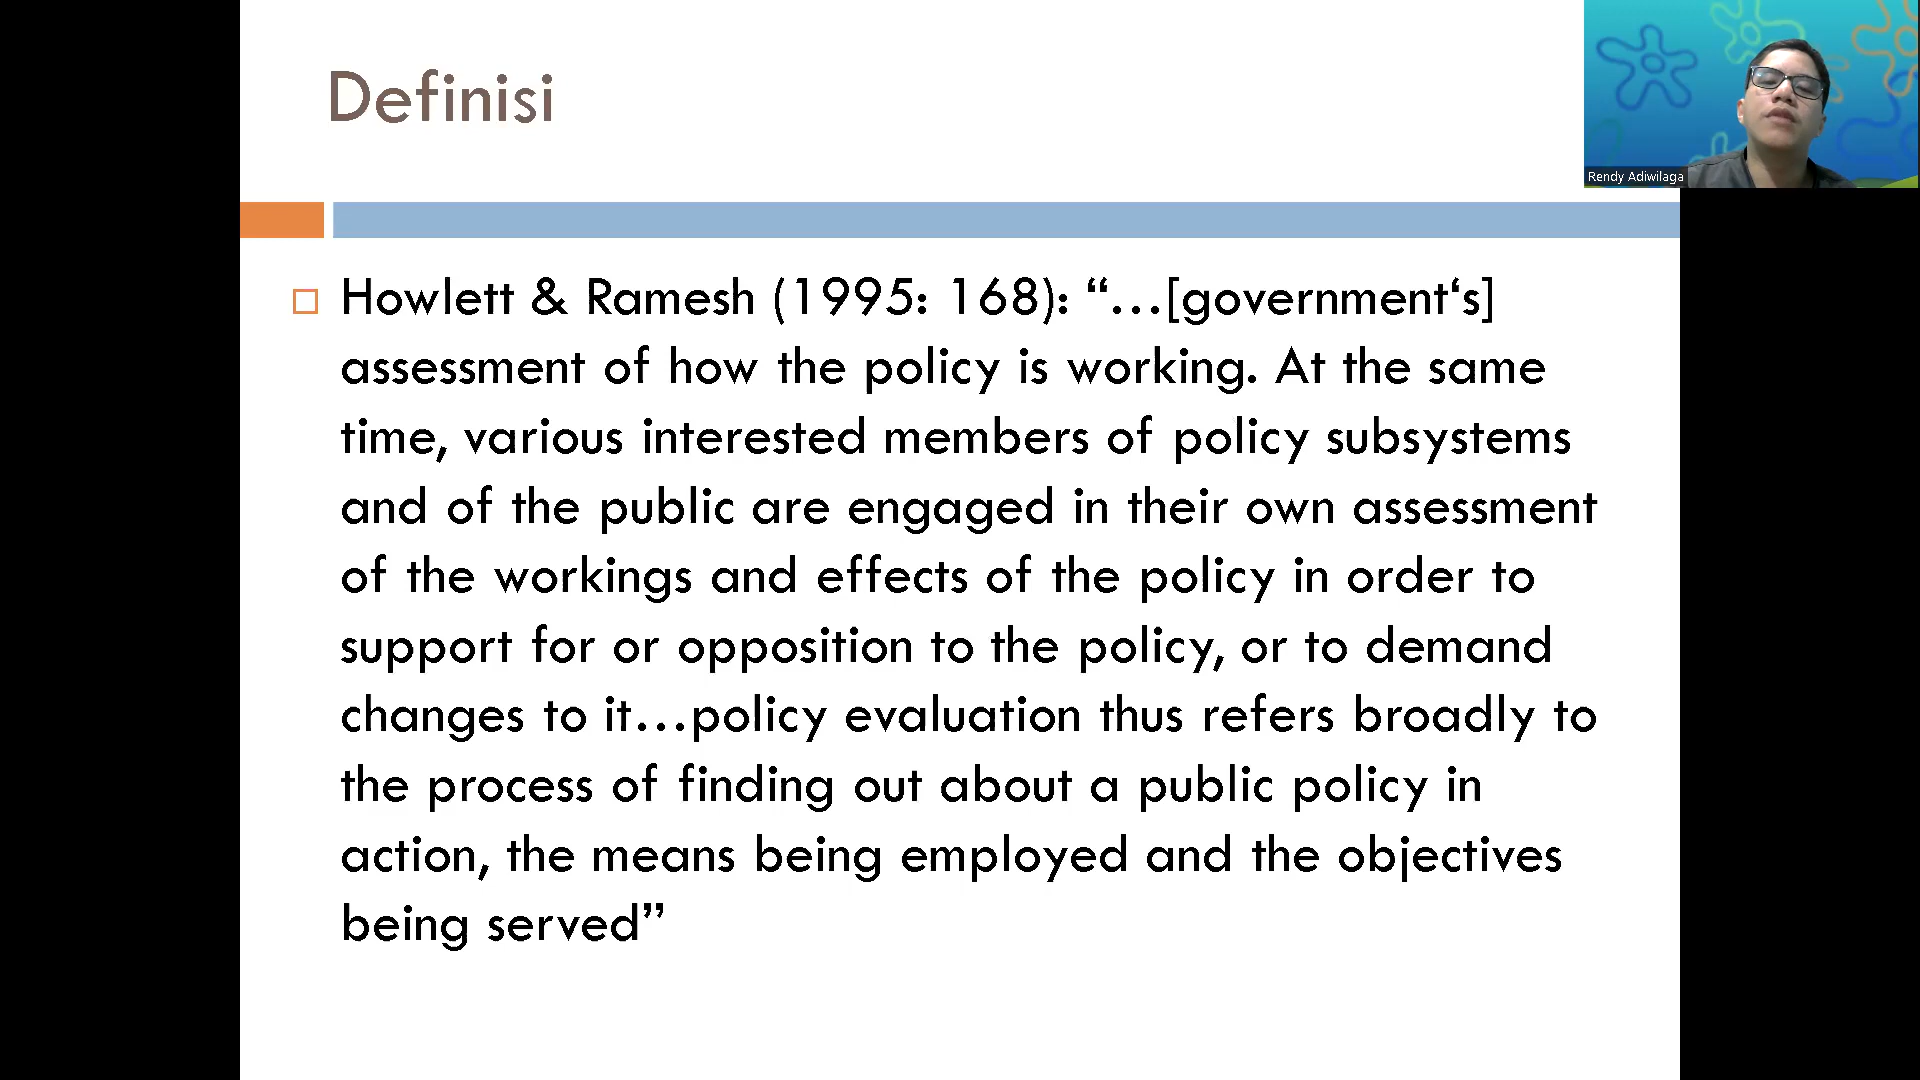 Definisi
Rendy Adiwilaga
Howlett & Ramesh (1995: 168): “…[government‘s]
assessment of how the policy is working. At the same
time, various interested members of policy subsystems
and of the public are engaged in their own assessment
of the workings and effects of the policy in order to
support for or opposition to the policy, or to demand
changes to it…policy evaluation thus refers broadly to
the process of finding out about a public policy in
action, the means being employed and the objectives
being served”